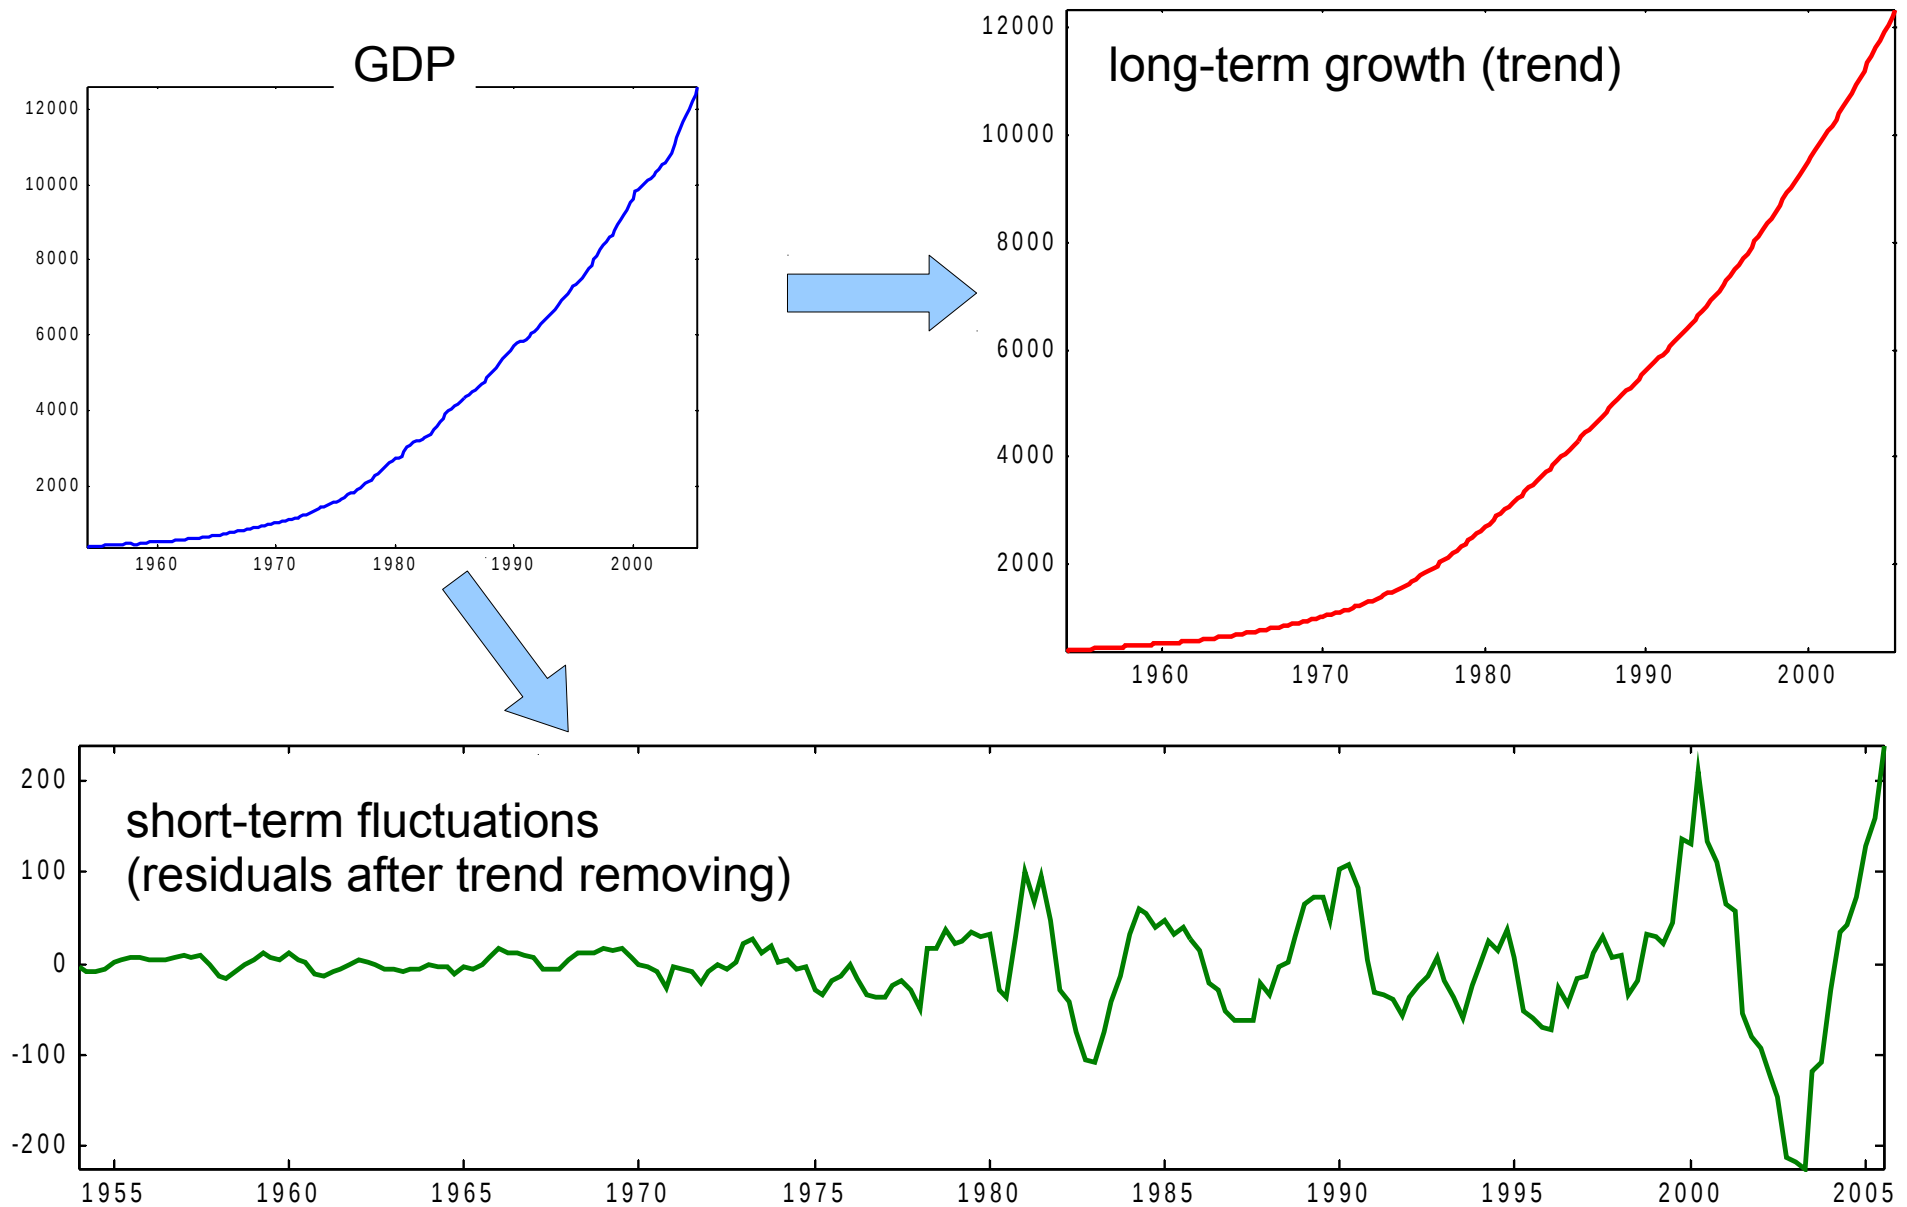 GDP
12000
10000
8000
6000
4000
2000
1960 1970 1980 1990 2000
long-term growth (trend)
12000
10000
8000
6000
4000
2000
1960 1970 1980 1990 2000
short-term fluctuations
(residuals after trend removing)
200
100
0
-100
-200
1955 1960 1965 1970 1975 1980 1985 1990 1995 2000 2005